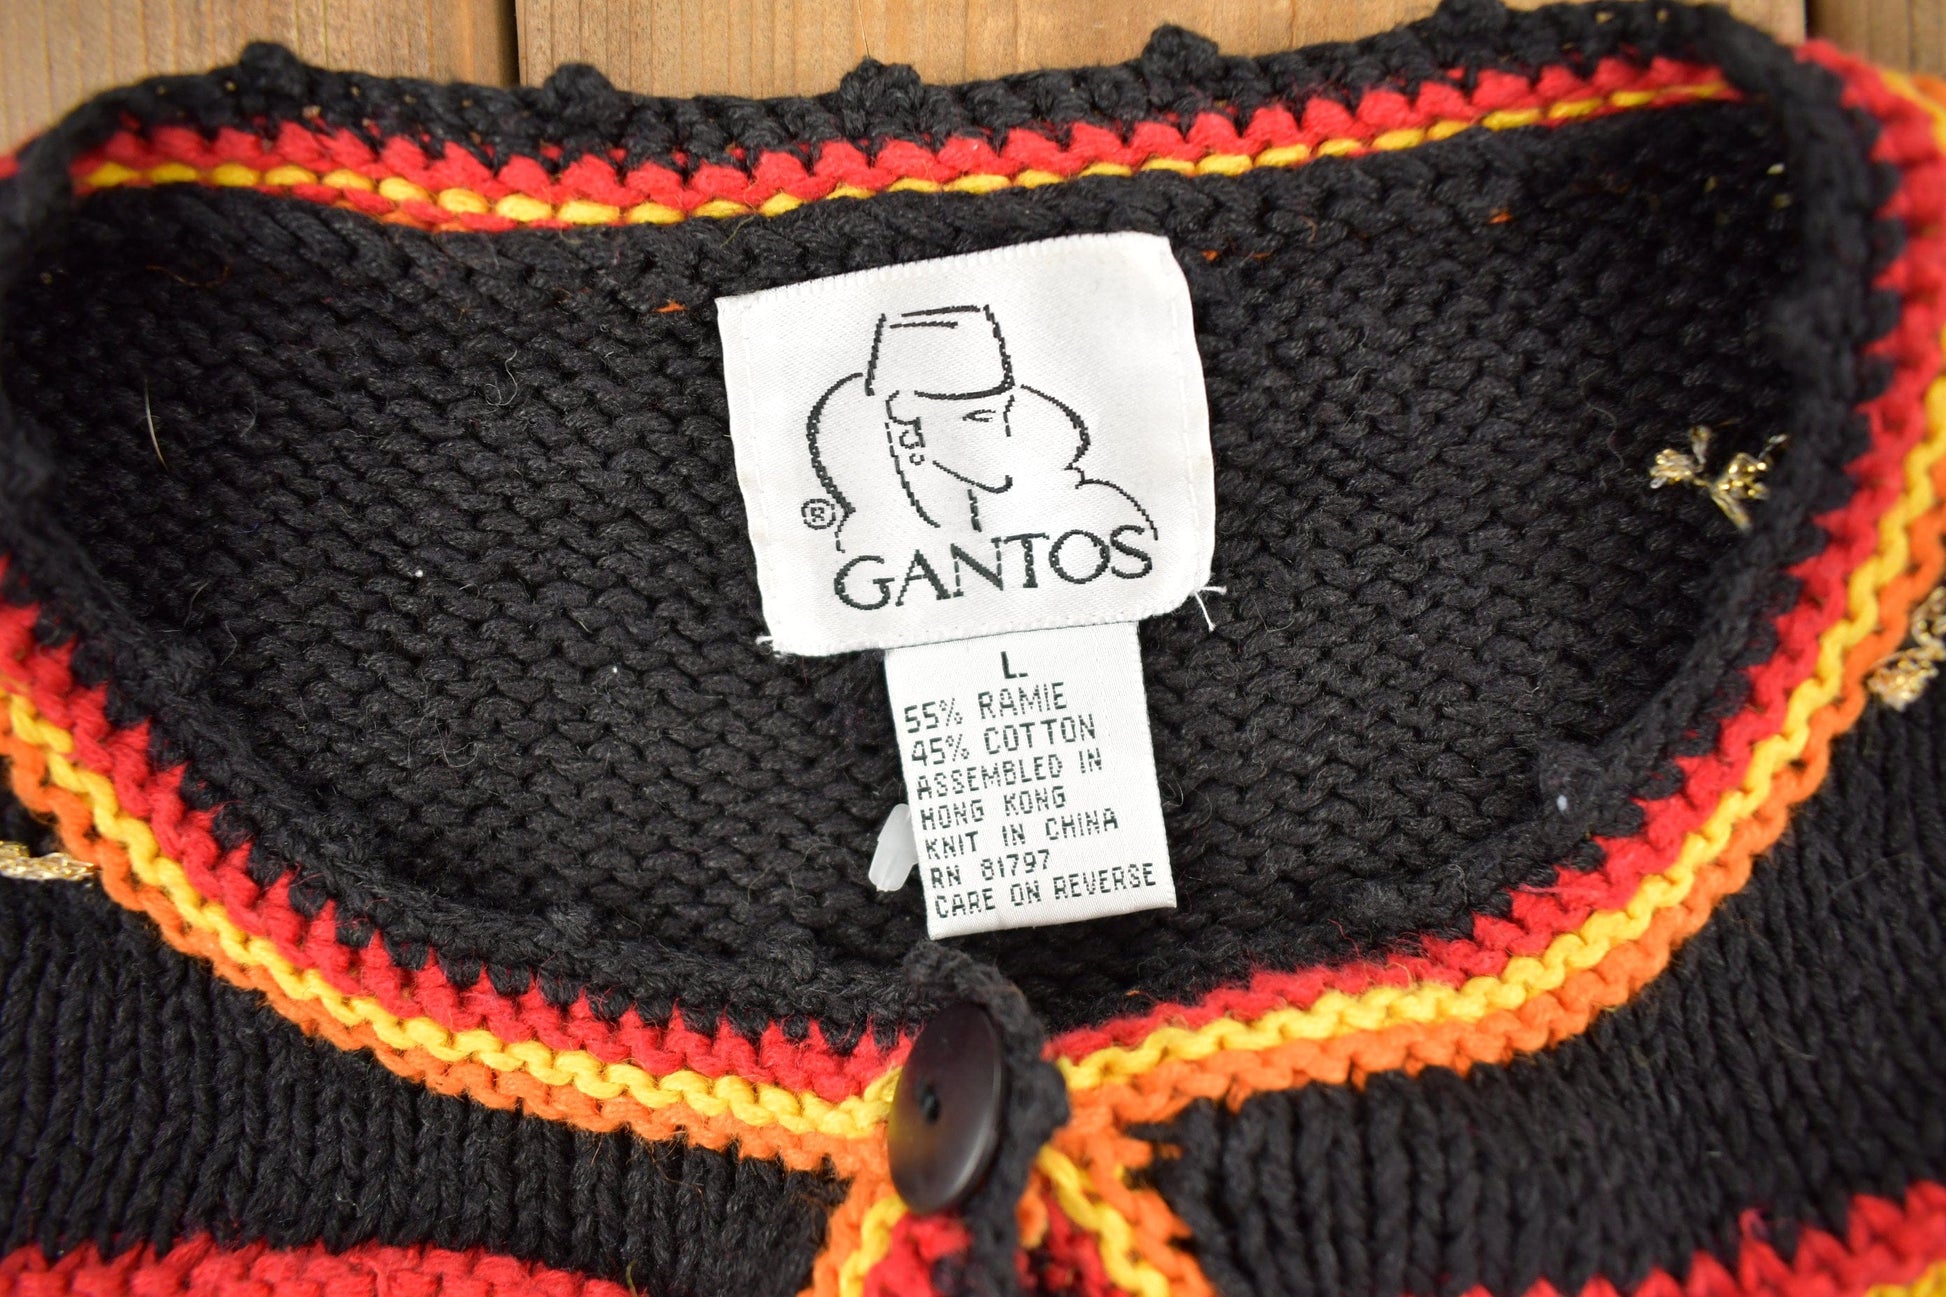 ®
GANTOS
L
55% RAMIE
45% COTTON
ASSEMBLED IN
HONG KONG
KNIT IN CHINA
RN 81797
CARE ON REVERSE